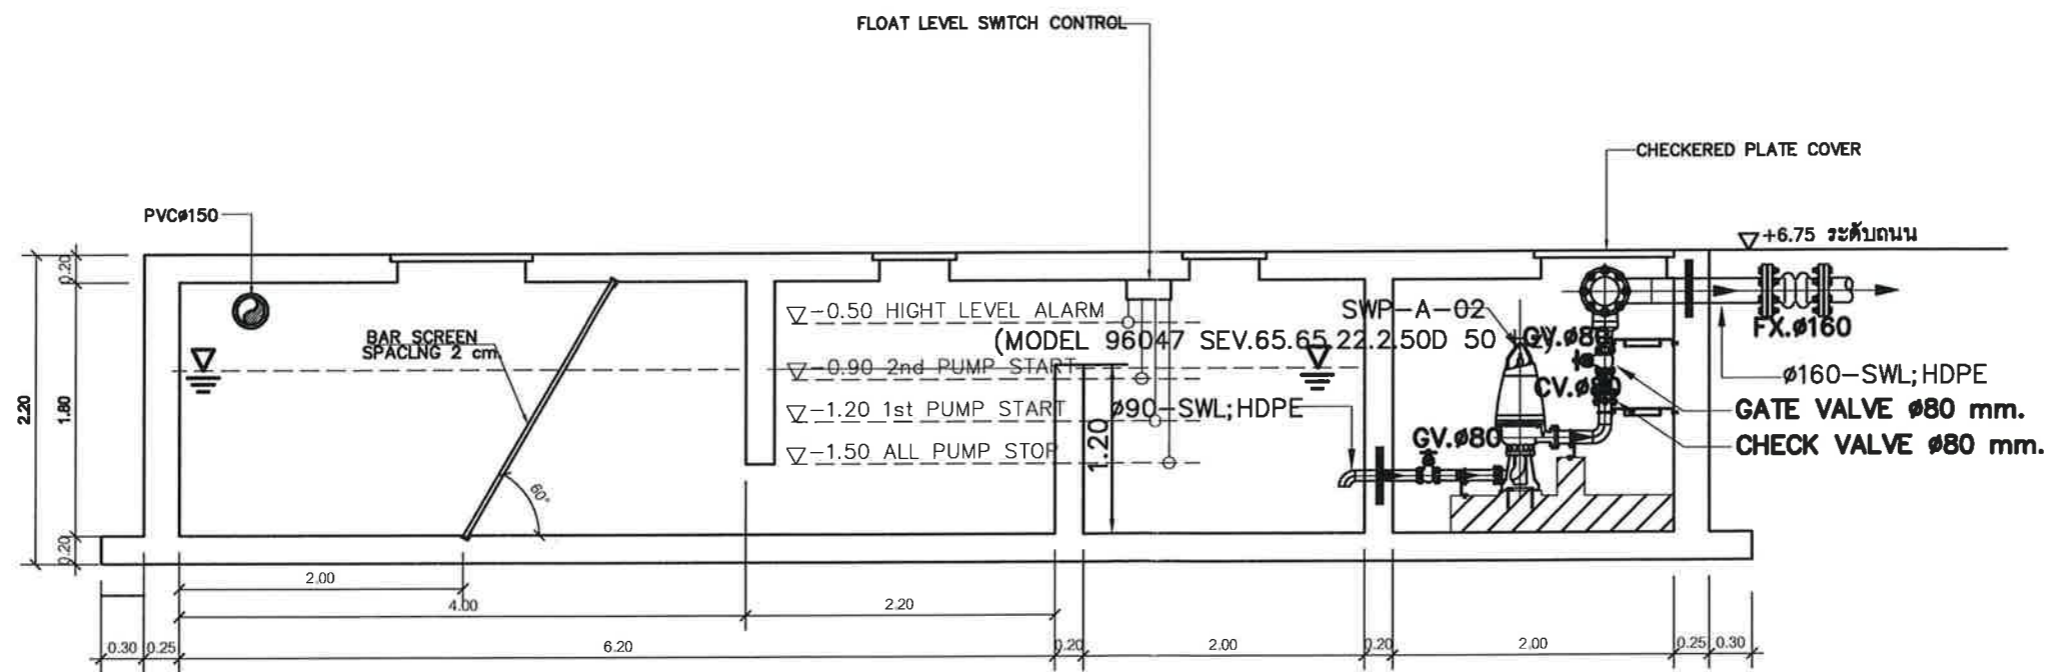 FLOAT LEVEL SWITCH CONTROL
CHECKERED PLATE COVER
PVCø150
+6.75 ระดับถนน
0.20
2.20
1.80
0.20
BAR SCREEN
SPACLNG 2 cm.
60°
-0.50 HIGHT LEVEL ALARM
SWP-A-02
(MODEL 96047 SEV.65.65.22.2.50D 50
GV.ø80
FX.ø160
-0.90 2nd PUMP START
CV.ø80
ø160-SWL;HDPE
-1.20 1st PUMP START
ø90-SWL;HDPE
GATE VALVE ø80 mm.
GV.ø80
CHECK VALVE ø80 mm.
-1.50 ALL PUMP STOP
1.20
2.00
4.00
2.20
0.30
0.25
6.20
0.20
2.00
0.20
2.00
0.25
0.30